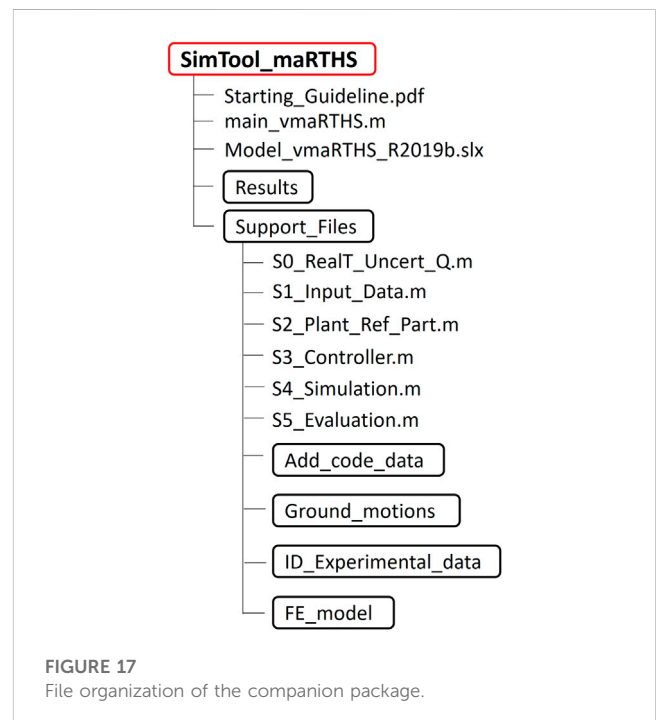 SimTool_maRTHS
Starting_Guideline.pdf
main_vmaRTHS.m
Model_vmaRTHS_R2019b.slx
Results
Support_Files
S0_RealT_Uncert_Q.m
S1_Input_Data.m
S2_Plant_Ref_Part.m
S3_Controller.m
S4_Simulation.m
S5_Evaluation.m
Add_code_data
Ground_motions
ID_Experimental_data
FE_model
FIGURE 17
File organization of the companion package.